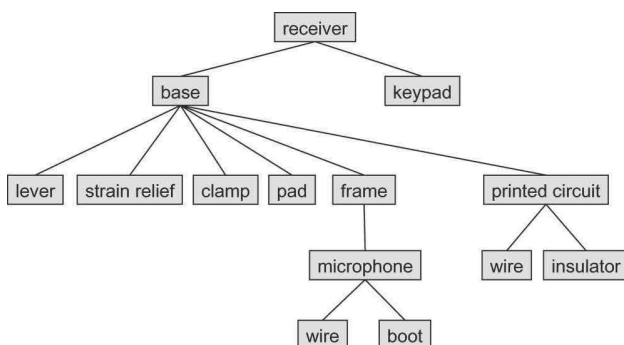 receiver
base keypad
lever strain relief clamp pad frame printed circuit
microphone wire insulator
wire boot